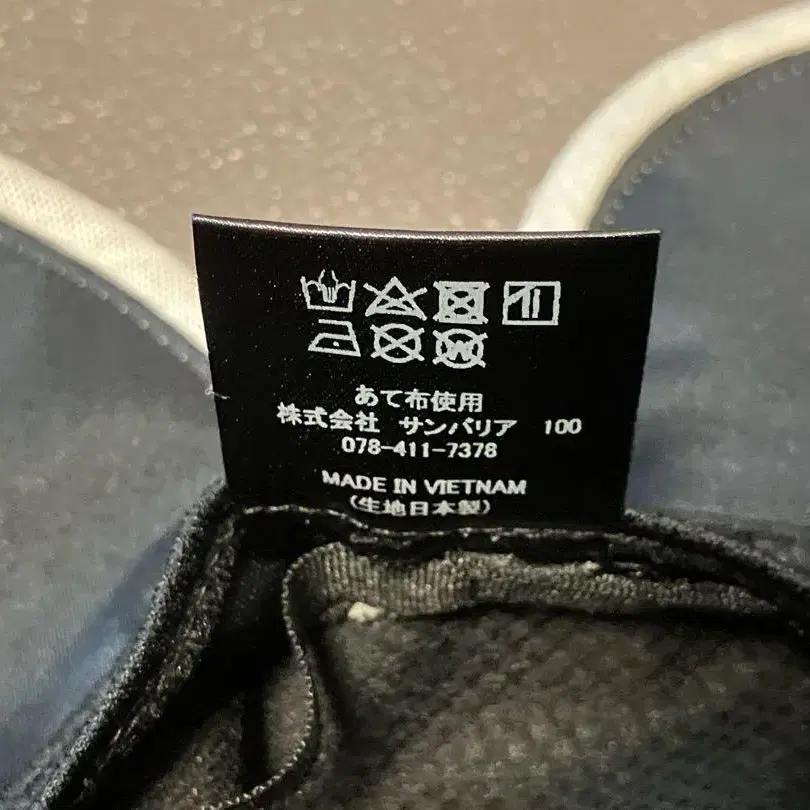 W
あて布使用
株式会社 サンバリア 100
078-411-7378
MADE IN VIETNAM
(生地日本製)